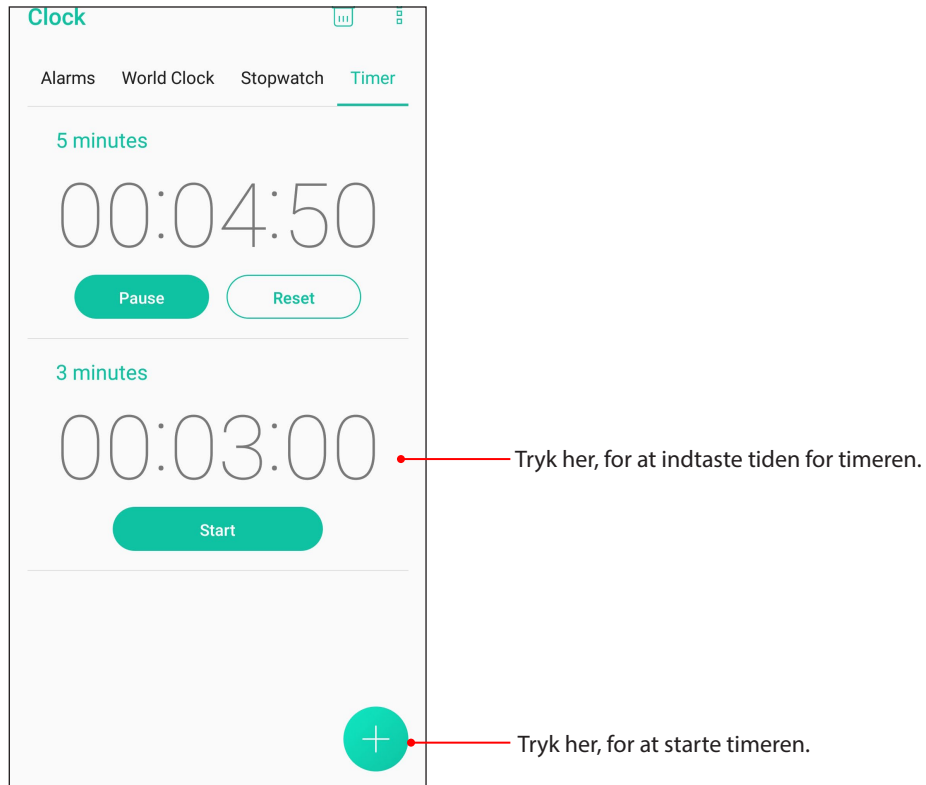 Clock
Alarms World Clock Stopwatch Timer
5 minutes
00:04:50
Pause Reset
3 minutes
00:03:00
Tryk her, for at indtaste tiden for timeren.
Start
Tryk her, for at starte timeren.